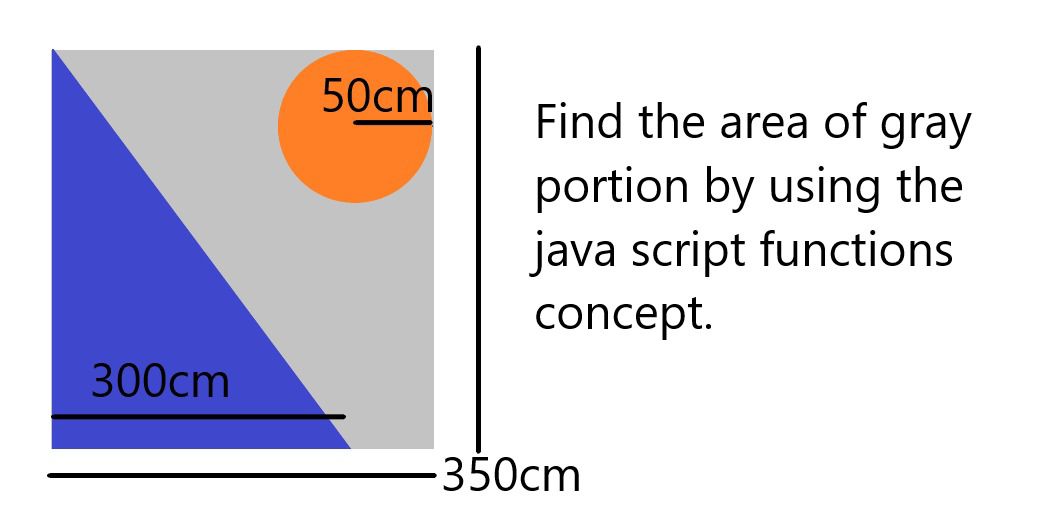 50cm
300cm
350cm
Find the area of gray
portion by using the
java script functions
concept.